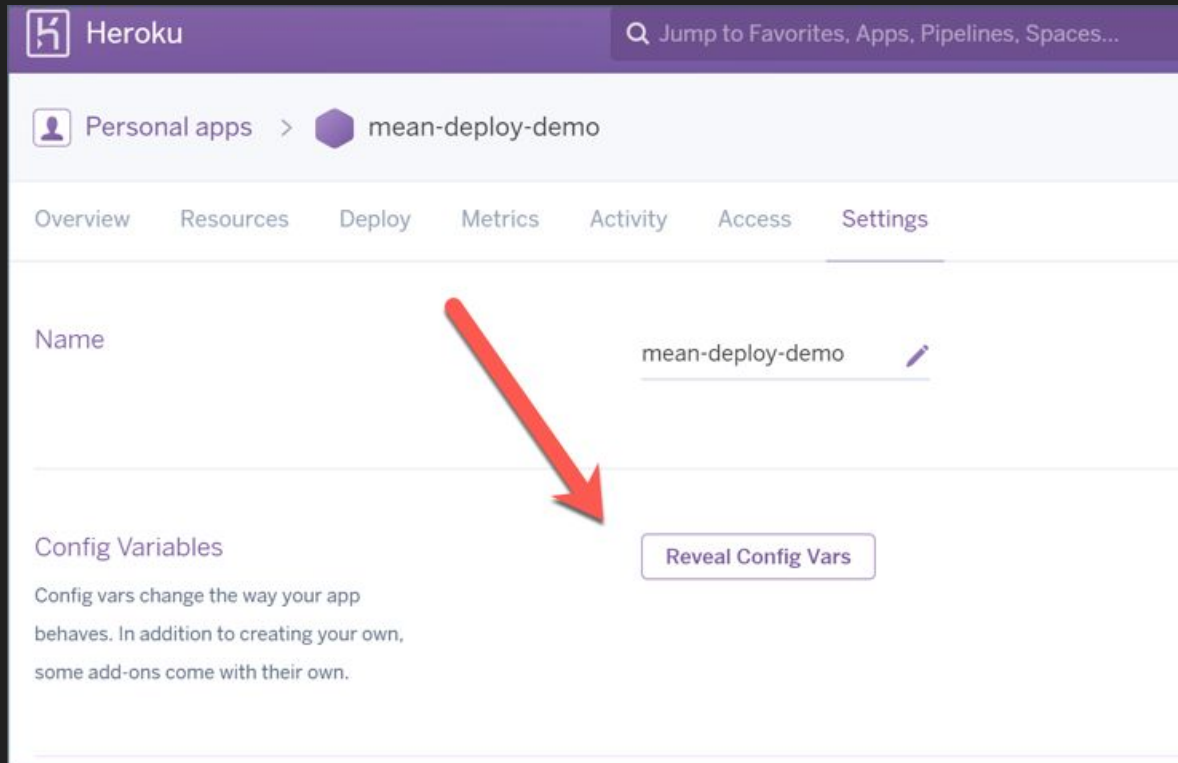 Heroku
Jump to Favorites, Apps, Pipelines, Spaces...
Personal apps > mean-deploy-demo
Overview Resources Deploy Metrics Activity Access Settings
Name
mean-deploy-demo
Config Variables
Reveal Config Vars
Config vars change the way your app
behaves. In addition to creating your own,
some add-ons come with their own.